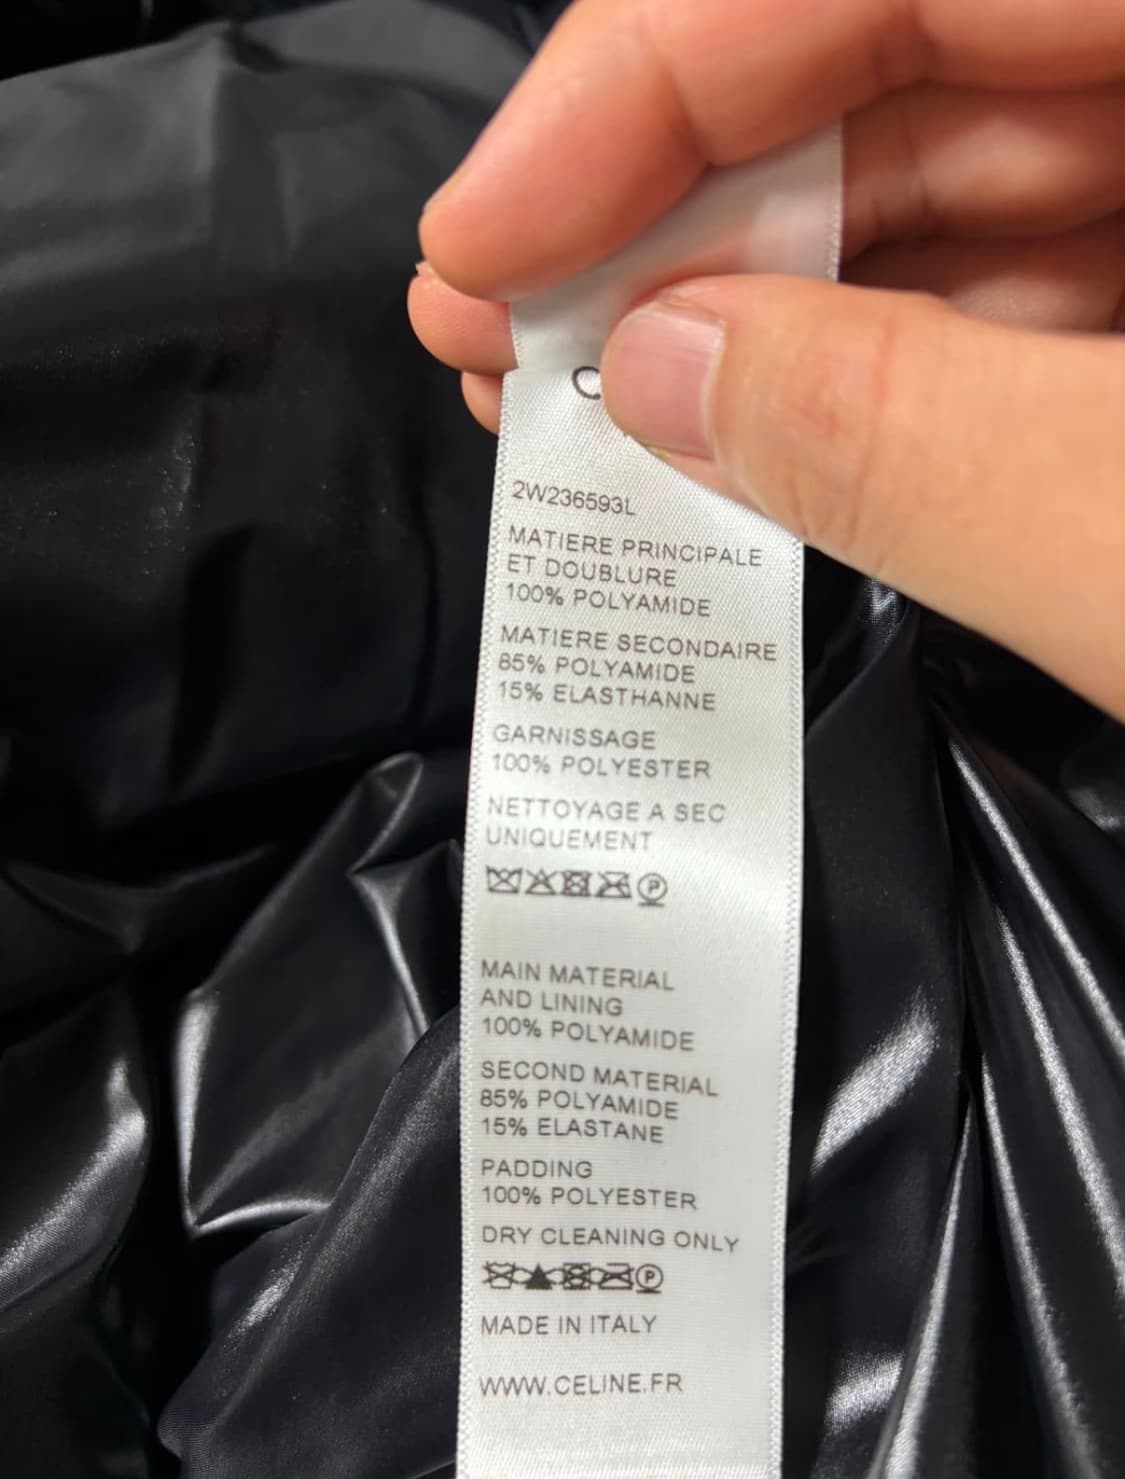 C
2W236593L
MATIERE PRINCIPALE
ET DOUBLURE
100% POLYAMIDE
MATIERE SECONDAIRE
85% POLYAMIDE
15% ELASTHANNE
GARNISSAGE
100% POLYESTER
NETTOYAGE A SEC
UNIQUEMENT
P
MAIN MATERIAL
AND LINING
100% POLYAMIDE
SECOND MATERIAL
85% POLYAMIDE
15% ELASTANE
PADDING
100% POLYESTER
DRY CLEANING ONLY
P
MADE IN ITALY
WWW.CELINE.FR